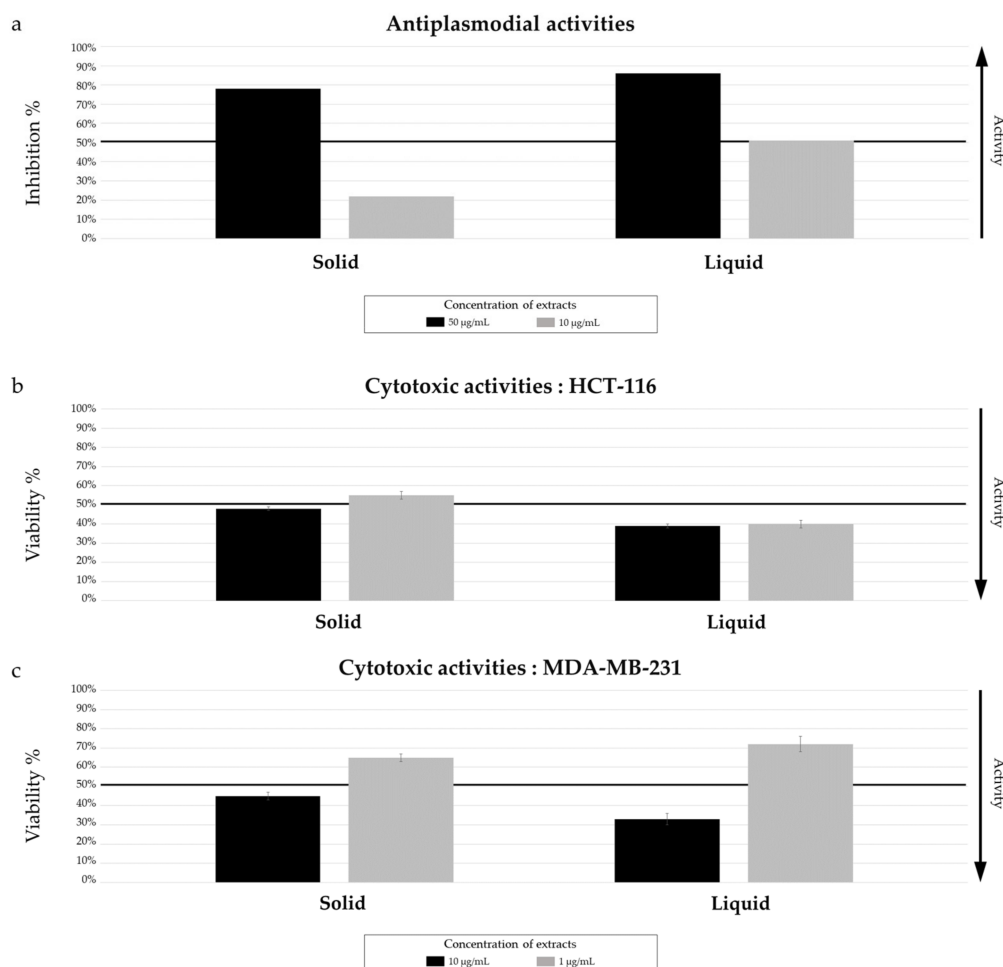 a
Antiplasmodial activities
Inhibition %
100%
90%
80%
70%
60%
50%
40%
30%
20%
10%
0%
Activity
Solid
Liquid
Concentration of extracts
50 µg/mL
10 µg/mL
b
Cytotoxic activities : HCT-116
Viability %
100%
90%
80%
70%
60%
50%
40%
30%
20%
10%
0%
Activity
Solid
Liquid
c
Cytotoxic activities : MDA-MB-231
Viability %
100%
90%
80%
70%
60%
50%
40%
30%
20%
10%
0%
Activity
Solid
Liquid
Concentration of extracts
10 µg/mL
1 µg/mL